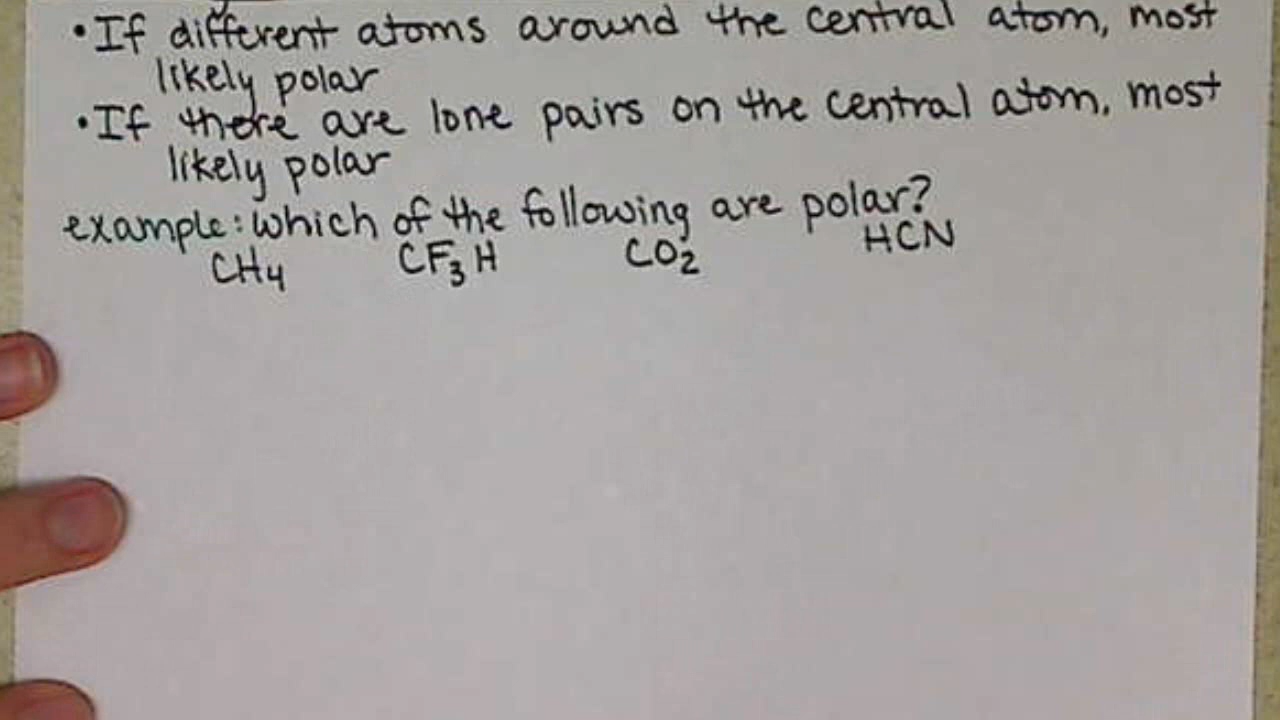 •If different atoms around the central atom, most
likely polar
•If there are lone pairs on the central atom, most
likely polar
example: which of the following are polar?
CH4 CF3H CO2 HCN